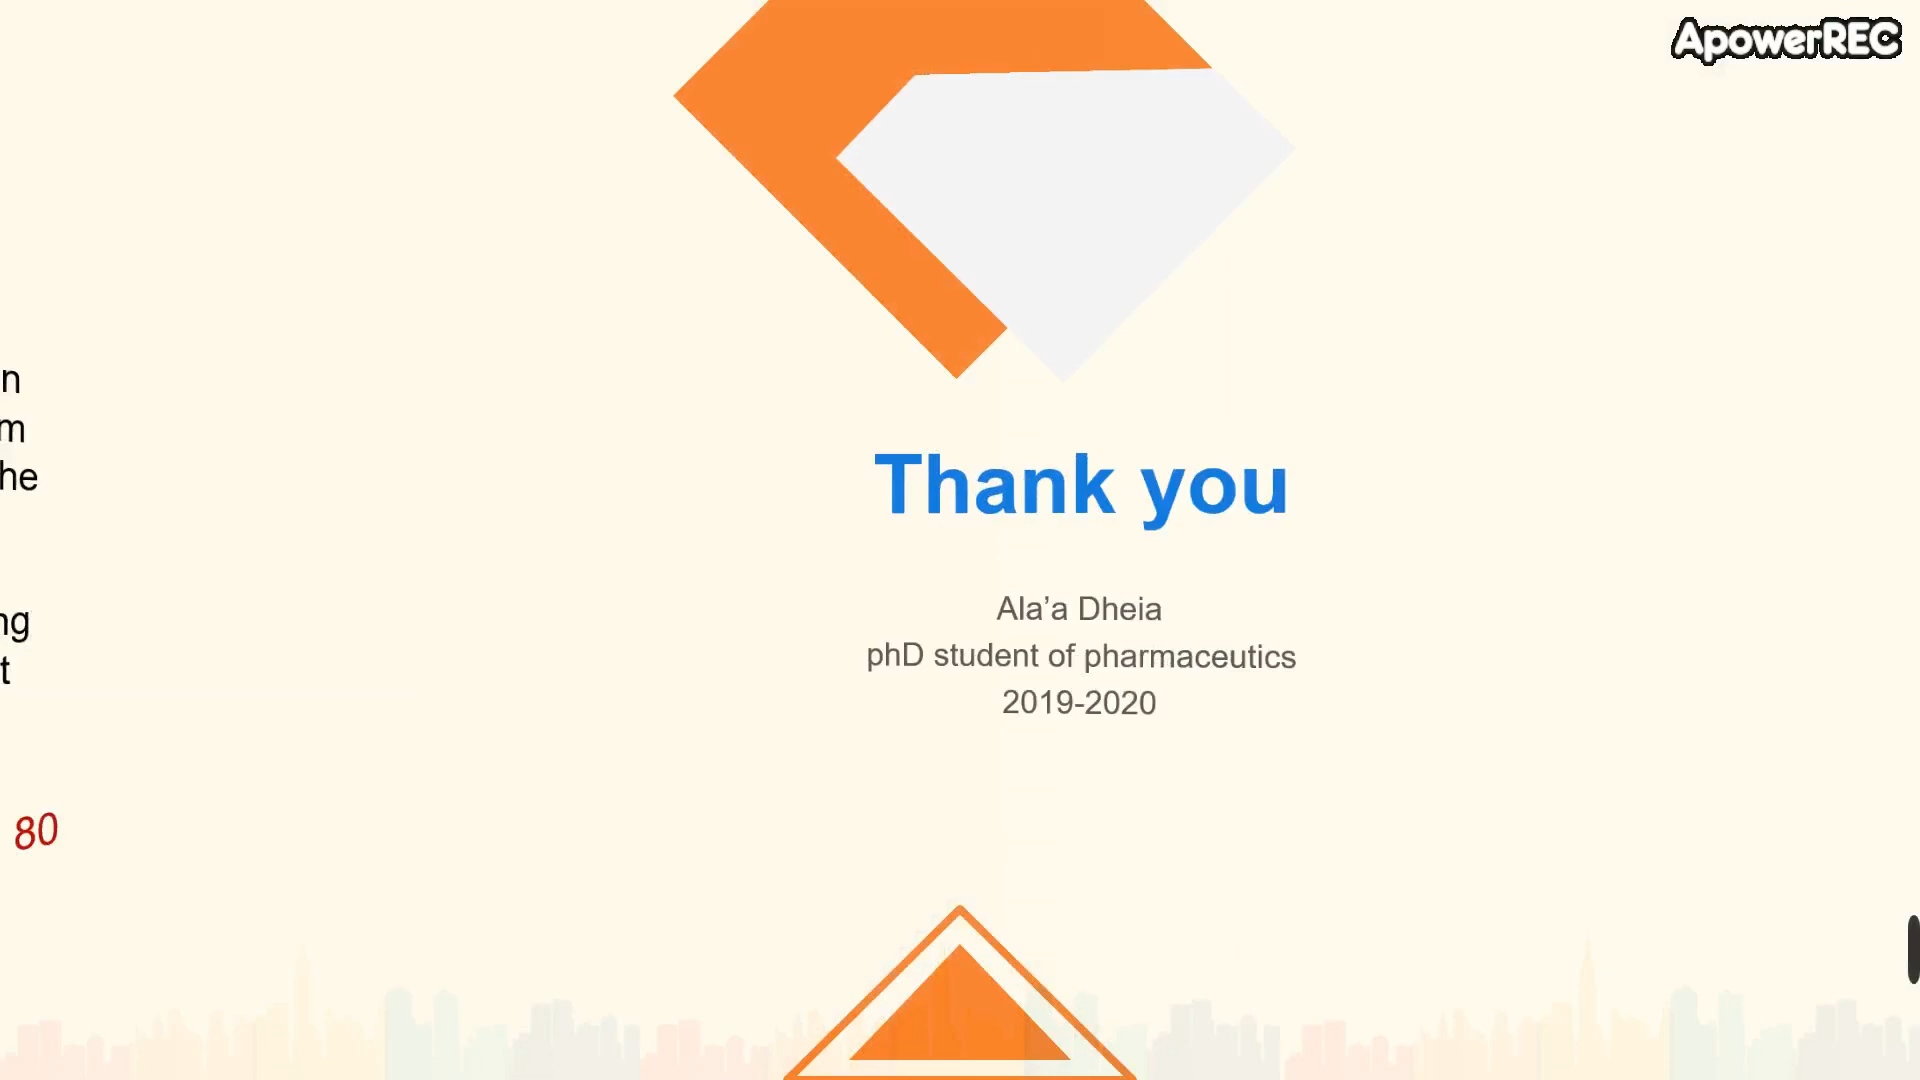 ApowerREC
n
m
he
ng
t
80
Thank you
Ala’a Dheia
phD student of pharmaceutics
2019-2020